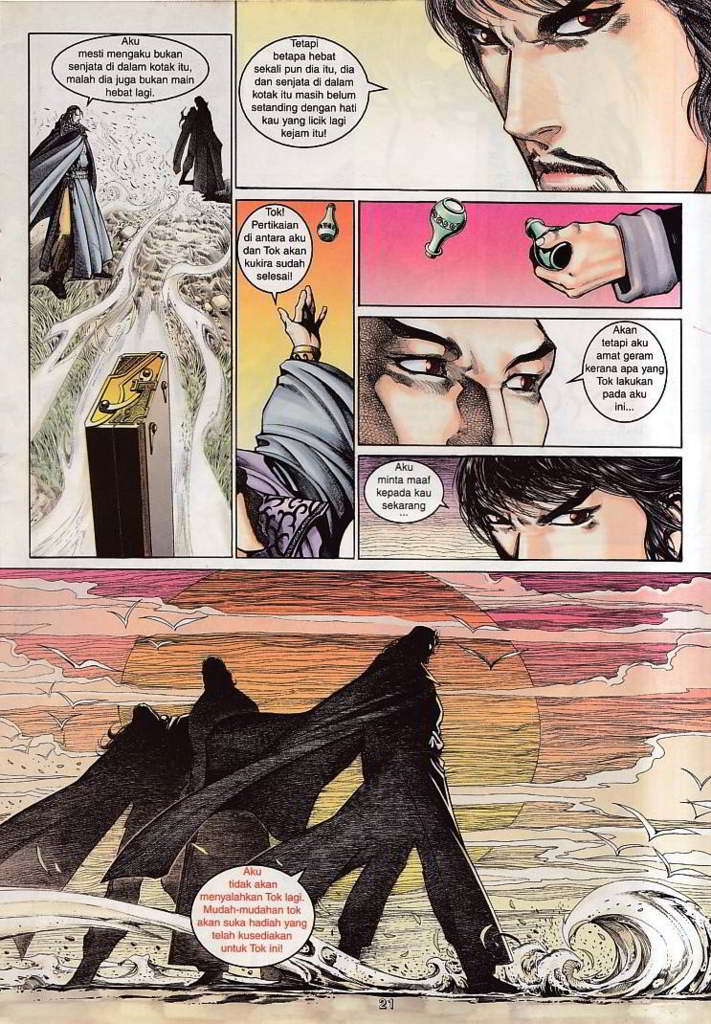 Aku
mesti mengaku bukan
senjata di dalam kotak itu,
malah dia juga bukan main
hebat lagi.
Tetapi
betapa hebat
sekali pun dia itu, dia
dan senjata di dalam
kotak itu masih belum
setanding dengan hati
kau yang licik lagi
kejam itu!
Tok!
Pertikaian
di antara aku
dan Tok akan
kukira sudah
selesai!
Akan
tetapi aku
amat geram
kerana apa yang
Tok lakukan
pada aku
ini...
Aku
minta maaf
kepada kau
sekarang
...
Aku
tidak akan
menyalahkan Tok lagi.
Mudah-mudahan tok
akan suka hadiah yang
telah kusediakan
untuk Tok ini!
21